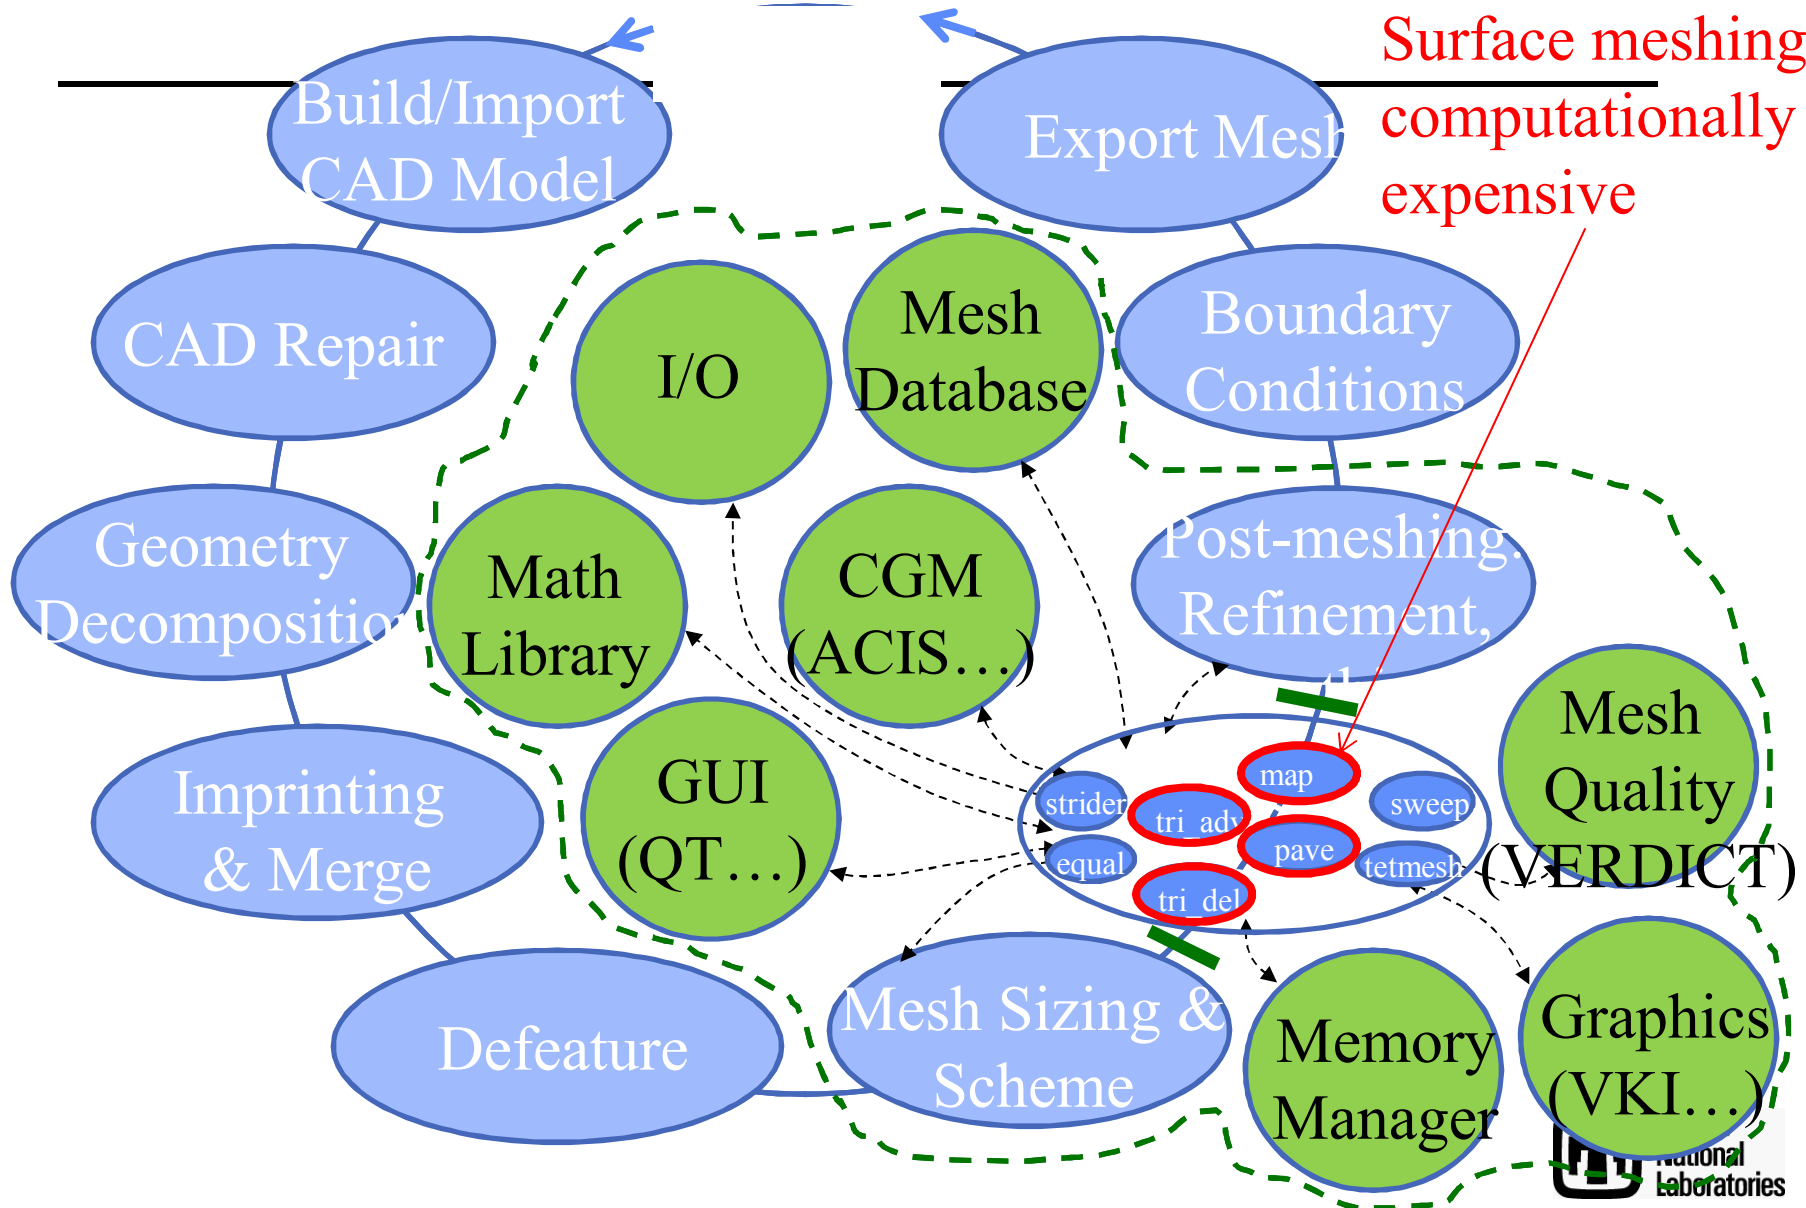 Surface meshing
computationally
expensive
Build/Import
CAD Model
Export Mesh
CAD Repair
I/O
Mesh
Database
Boundary
Conditions
Geometry
Decomposition
Math
Library
CGM
(ACIS…)
Post-meshing:
Refinement,
Imprinting
& Merge
GUI
(QT…)
strider
equal
tri_adv
tri_del
map
pave
sweep
tetmesh
Mesh
Quality
(VERDICT)
Defeature
Mesh Sizing &
Scheme
Memory
Manager
Graphics
(VKI…)
National
Laboratories